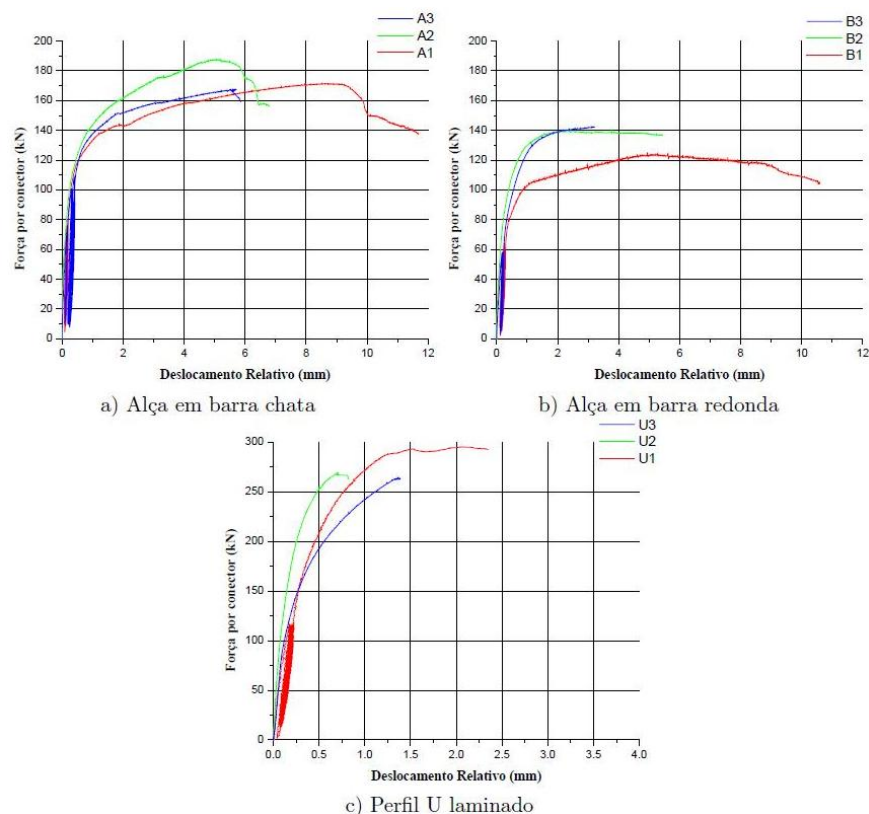 A3
A2
A1
200
180
160
140
120
100
80
60
40
20
0
Força por conector (kN)
0 2 4 6 8 10 12
Deslocamento Relativo (mm)
a) Alça em barra chata
B3
B2
B1
200
180
160
140
120
100
80
60
40
20
0
Força por conector (kN)
0 2 4 6 8 10 12
Deslocamento Relativo (mm)
b) Alça em barra redonda
U3
U2
U1
300
250
200
150
100
50
0
Força por conector (kN)
0.0 0.5 1.0 1.5 2.0 2.5 3.0 3.5 4.0
Deslocamento Relativo (mm)
c) Perfil U laminado